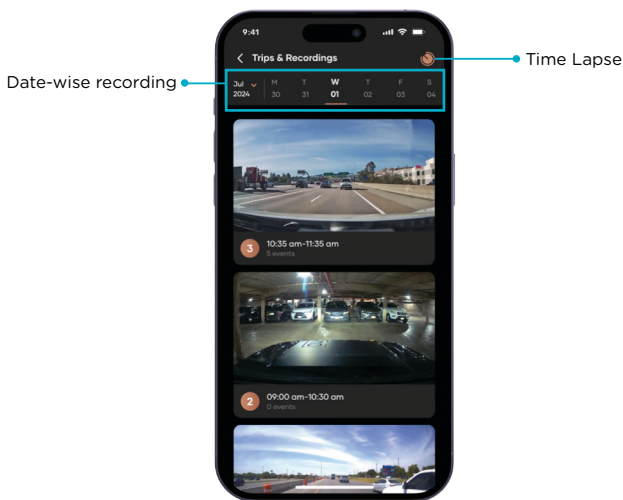 9:41
Trips & Recordings
Time Lapse
Date-wise recording
Jul
2024
M T W T F S
30 31 01 02 03 04
3
10:35 am-11:35 am
5 events
2
09:00 am-10:30 am
0 events